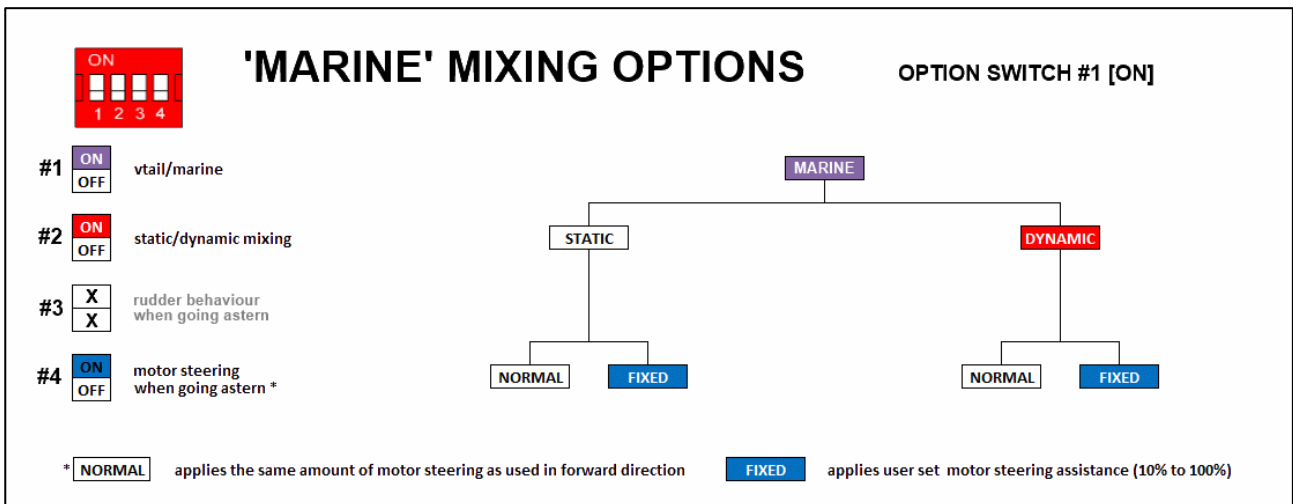 ON
1 2 3 4
'MARINE' MIXING OPTIONS
OPTION SWITCH #1 [ON]
#1
ON
OFF
vtail/marine
#2
ON
OFF
static/dynamic mixing
#3
X
X
rudder behaviour
when going astern
#4
ON
OFF
motor steering
when going astern *
MARINE
STATIC
DYNAMIC
NORMAL
FIXED
NORMAL
FIXED
* NORMAL applies the same amount of motor steering as used in forward direction
FIXED applies user set motor steering assistance (10% to 100%)